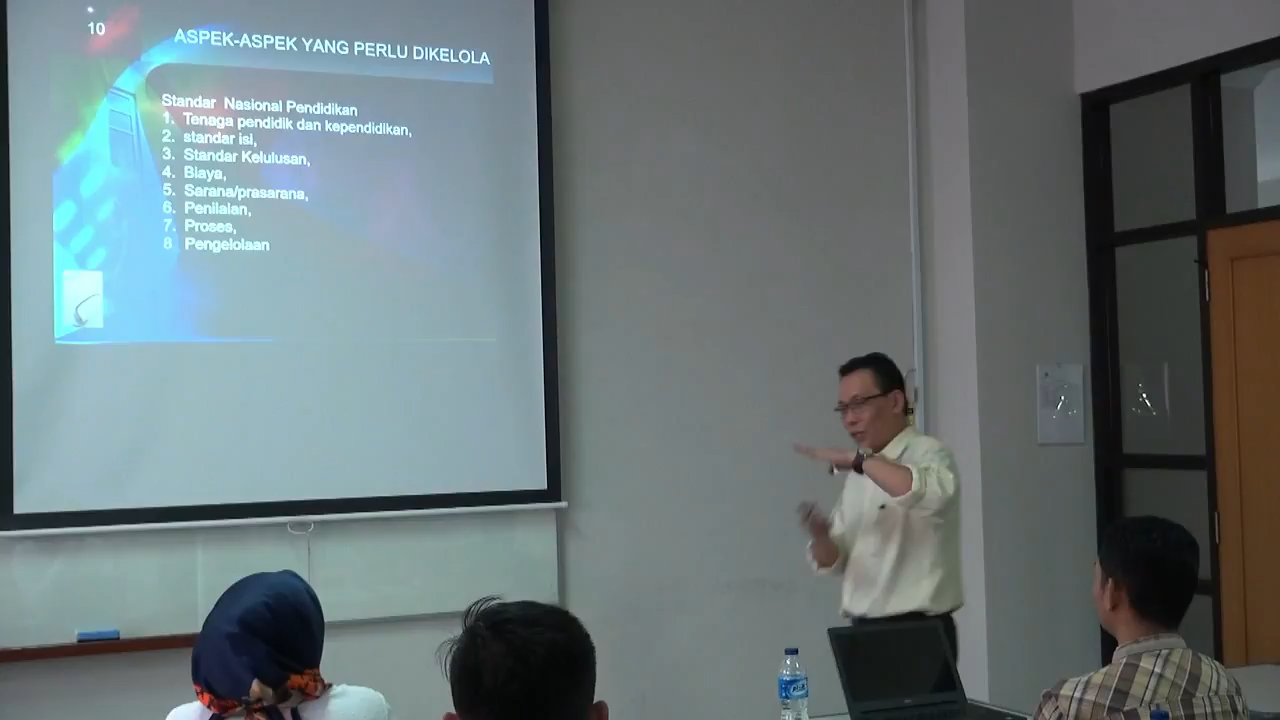 10
ASPEK-ASPEK YANG PERLU DIKELOLA
Standar Nasional Pendidikan
1. Tenaga pendidik dan kependidikan,
2. standar isi,
3. Standar Kelulusan,
4. Biaya,
5. Sarana/prasarana,
6. Penilaian,
7. Proses,
8 Pengelolaan